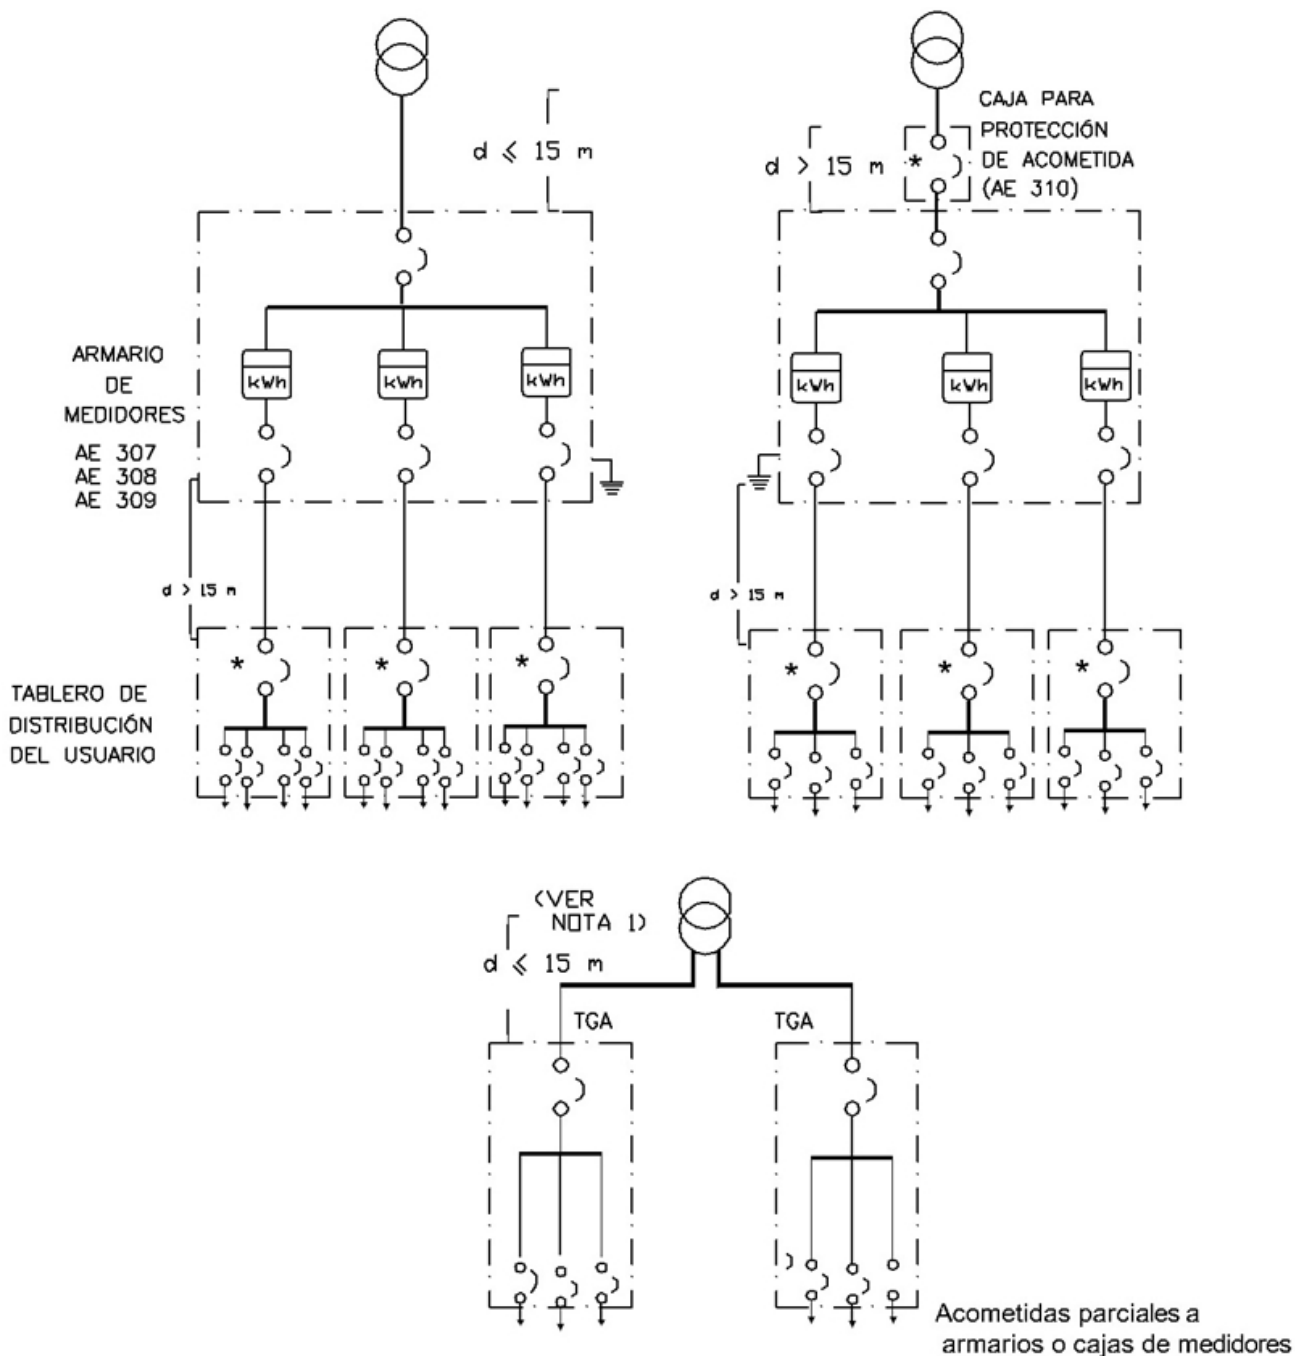 d ≤ 15 m
ARMARIO
DE
MEDIDORES
AE 307
AE 308
AE 309
kWh
kWh
kWh
d > 15 m
TABLERO DE
DISTRIBUCIÓN
DEL USUARIO
*
*
*
CAJA PARA
PROTECCIÓN
DE ACOMETIDA
(AE 310)
d > 15 m
*
kWh
kWh
kWh
d > 15 m
*
*
*
(VER
NOTA 1)
d ≤ 15 m
TGA
TGA
Acometidas parciales a
armarios o cajas de medidores